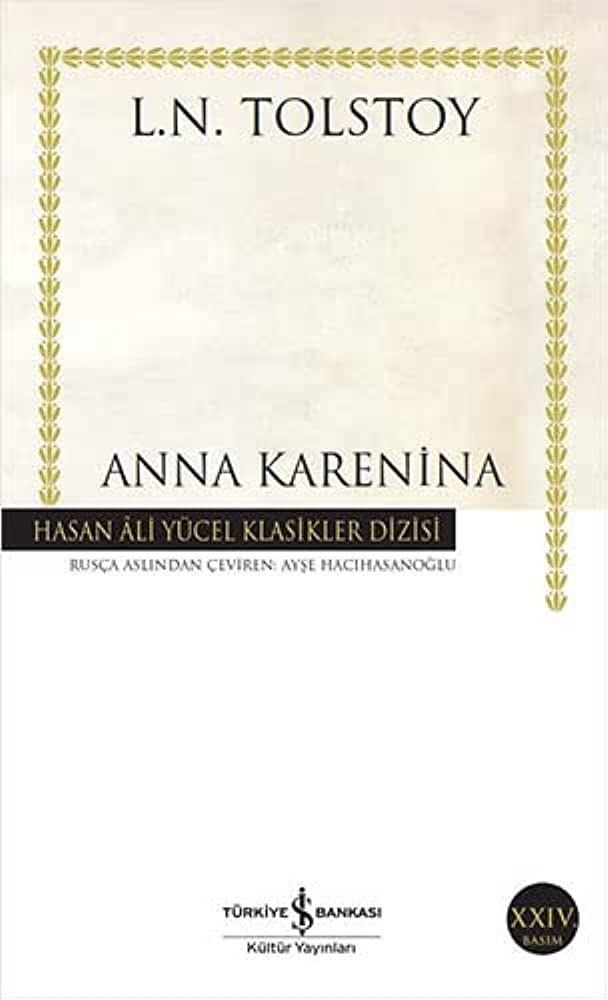 L.N. TOLSTOY
ANNA KARENİNA
HASAN ÂLİ YÜCEL KLASİKLER DİZİSİ
RUSÇA ASLINDAN ÇEVİREN: AYŞE HACIHASANOĞLU
TÜRKİYE İŞ BANKASI
Kültür Yayınları
XXIV.
BASIM